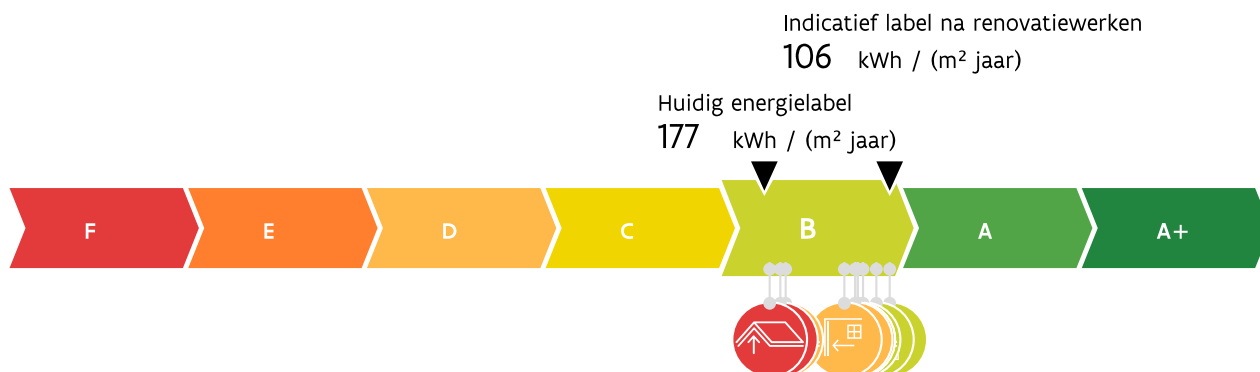 Indicatief label na renovatiewerken
106 kWh / (m² jaar)
Huidig energielabel
177 kWh / (m² jaar)
F E D C B A A+